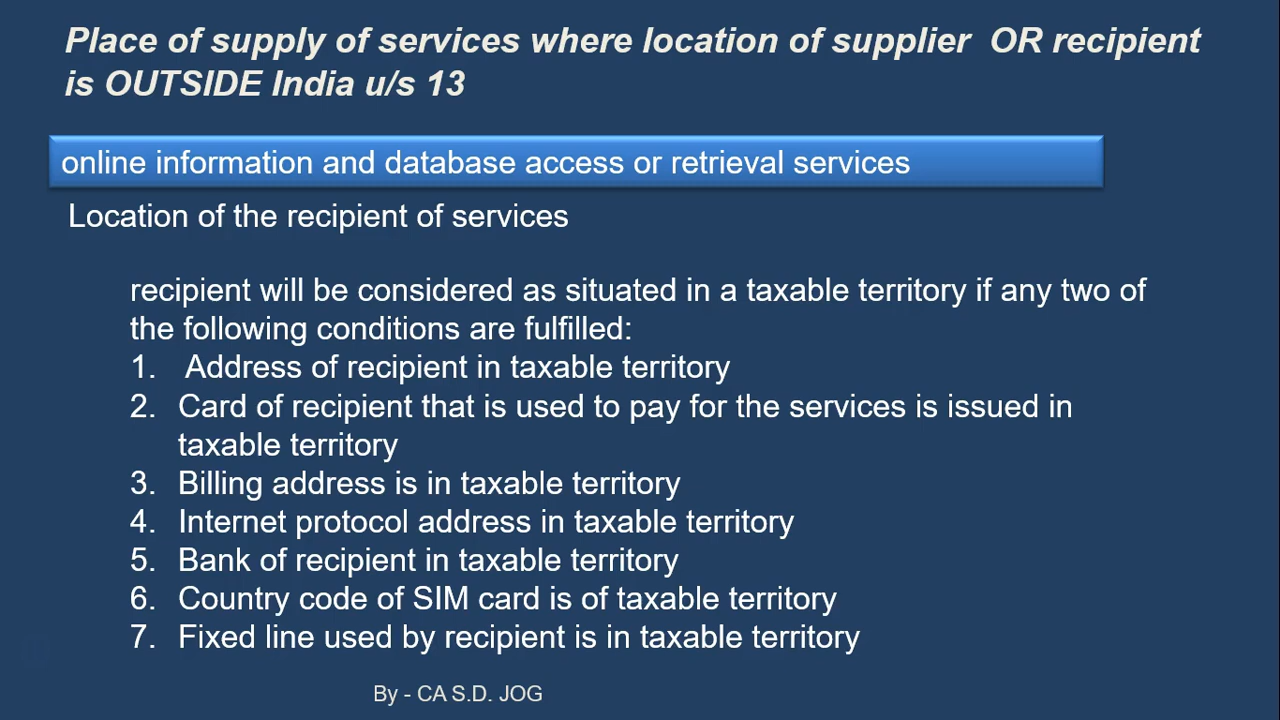 Place of supply of services where location of supplier OR recipient
is OUTSIDE India u/s 13
online information and database access or retrieval services
Location of the recipient of services
recipient will be considered as situated in a taxable territory if any two of
the following conditions are fulfilled:
1. Address of recipient in taxable territory
2. Card of recipient that is used to pay for the services is issued in
taxable territory
3. Billing address is in taxable territory
4. Internet protocol address in taxable territory
5. Bank of recipient in taxable territory
6. Country code of SIM card is of taxable territory
7. Fixed line used by recipient is in taxable territory
By - CA S.D. JOG